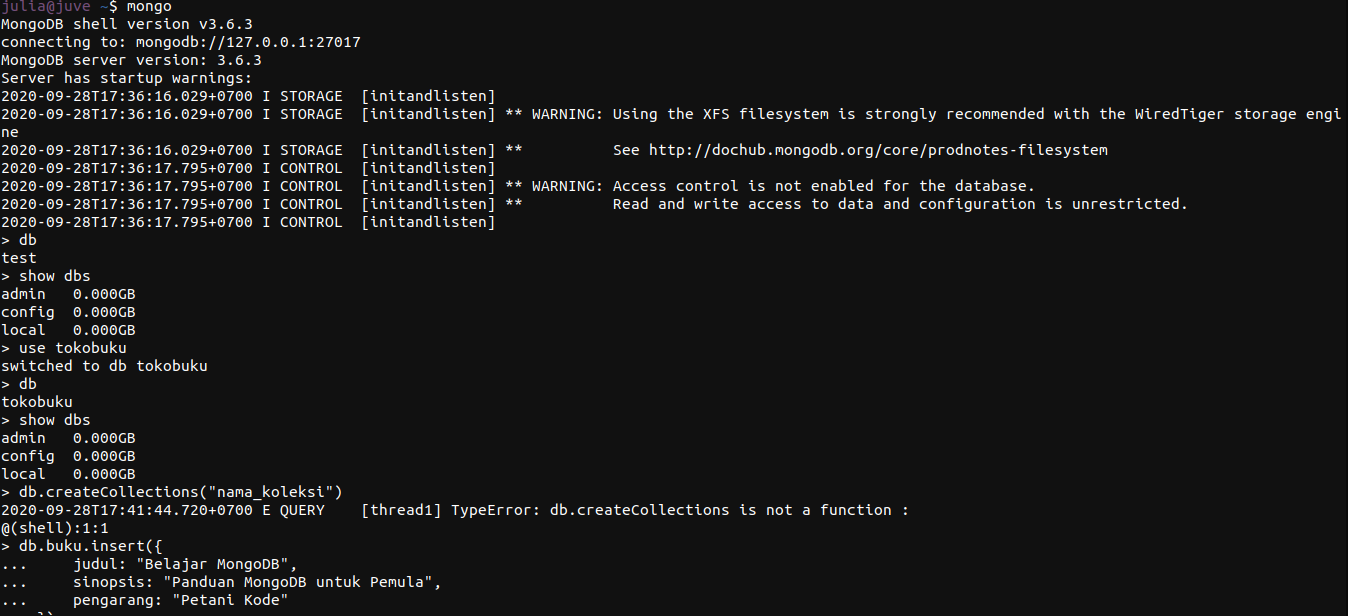 julia@juve ~$ mongo
MongoDB shell version v3.6.3
connecting to: mongodb://127.0.0.1:27017
MongoDB server version: 3.6.3
Server has startup warnings:
2020-09-28T17:36:16.029+0700 I STORAGE  [initandlisten]
2020-09-28T17:36:16.029+0700 I STORAGE  [initandlisten] ** WARNING: Using the XFS filesystem is strongly recommended with the WiredTiger storage engi
ne
2020-09-28T17:36:16.029+0700 I STORAGE  [initandlisten] **          See http://dochub.mongodb.org/core/prodnotes-filesystem
2020-09-28T17:36:17.795+0700 I CONTROL  [initandlisten]
2020-09-28T17:36:17.795+0700 I CONTROL  [initandlisten] ** WARNING: Access control is not enabled for the database.
2020-09-28T17:36:17.795+0700 I CONTROL  [initandlisten] **          Read and write access to data and configuration is unrestricted.
2020-09-28T17:36:17.795+0700 I CONTROL  [initandlisten]
> db
test
> show dbs
admin   0.000GB
config  0.000GB
local   0.000GB
> use tokobuku
switched to db tokobuku
> db
tokobuku
> show dbs
admin   0.000GB
config  0.000GB
local   0.000GB
> db.createCollections("nama_koleksi")
2020-09-28T17:41:44.720+0700 E QUERY    [thread1] TypeError: db.createCollections is not a function :
@(shell):1:1
> db.buku.insert({
...     judul: "Belajar MongoDB",
...     sinopsis: "Panduan MongoDB untuk Pemula",
...     pengarang: "Petani Kode"